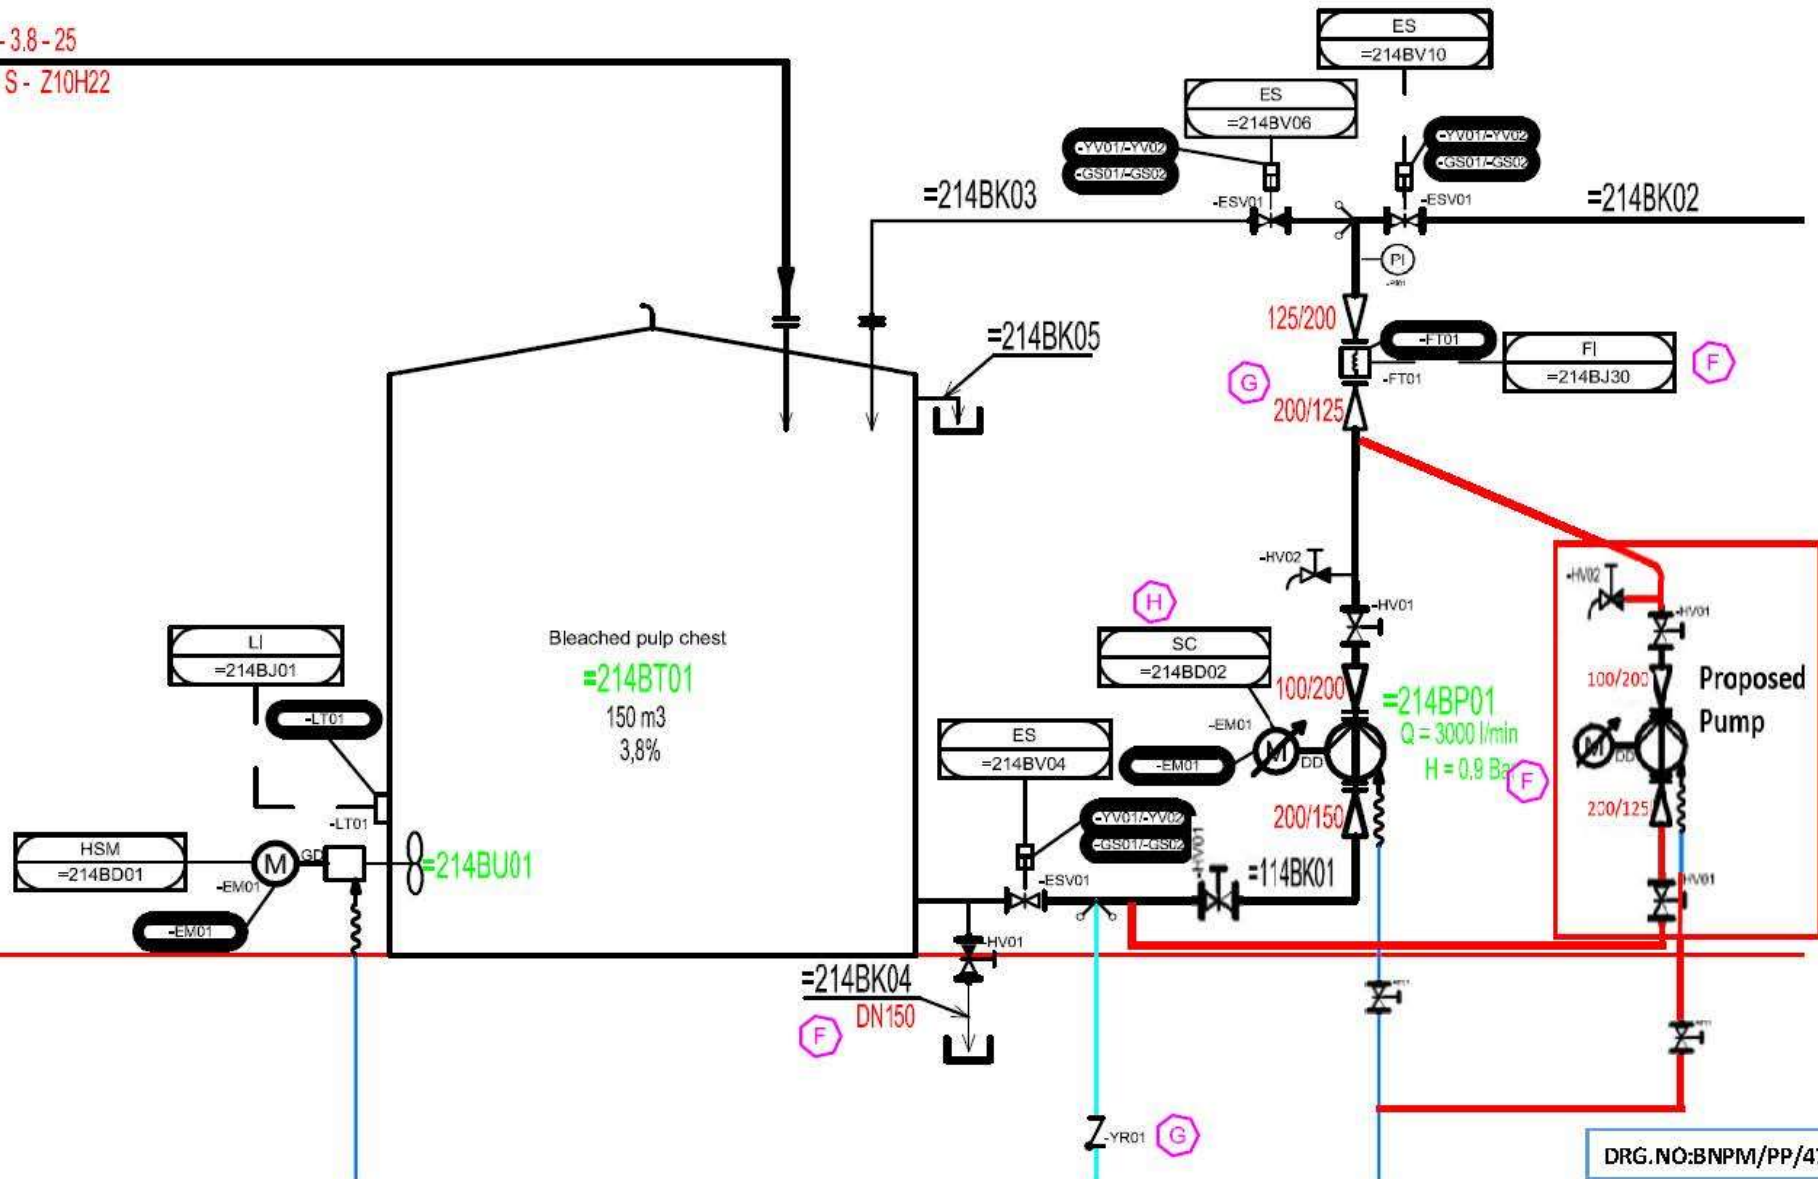 - 3.8 - 25
S - Z10H22
ES
=214BV10
ES
=214BV06
-YV01/-YV02
-GS01/-GS02
-YV01/-YV02
-GS01/-GS02
=214BK03
-ESV01
-ESV01
=214BK02
PI
125/200
=214BK05
-FT01
FI
=214BJ30
F
G
-FT01
200/125
-HV02
-HV02
H
-HV01
-HV01
LI
=214BJ01
Bleached pulp chest
=214BT01
150 m3
3,8%
SC
=214BD02
100/200
=214BP01
Q = 3000 l/min
H = 0,9 Ba
100/200
Proposed
Pump
-LT01
ES
=214BV04
-EM01
M
DD
-EM01
M
DD
F
200/125
-LT01
-YV01/-YV02
-GS01/-GS02
200/150
HSM
=214BD01
M
GD
-EM01
=214BU01
-ESV01
-HV01
=114BK01
HV01
-EM01
-HV01
=214BK04
DN150
F
-YR01
G
DRG.NO:BNPM/PP/4